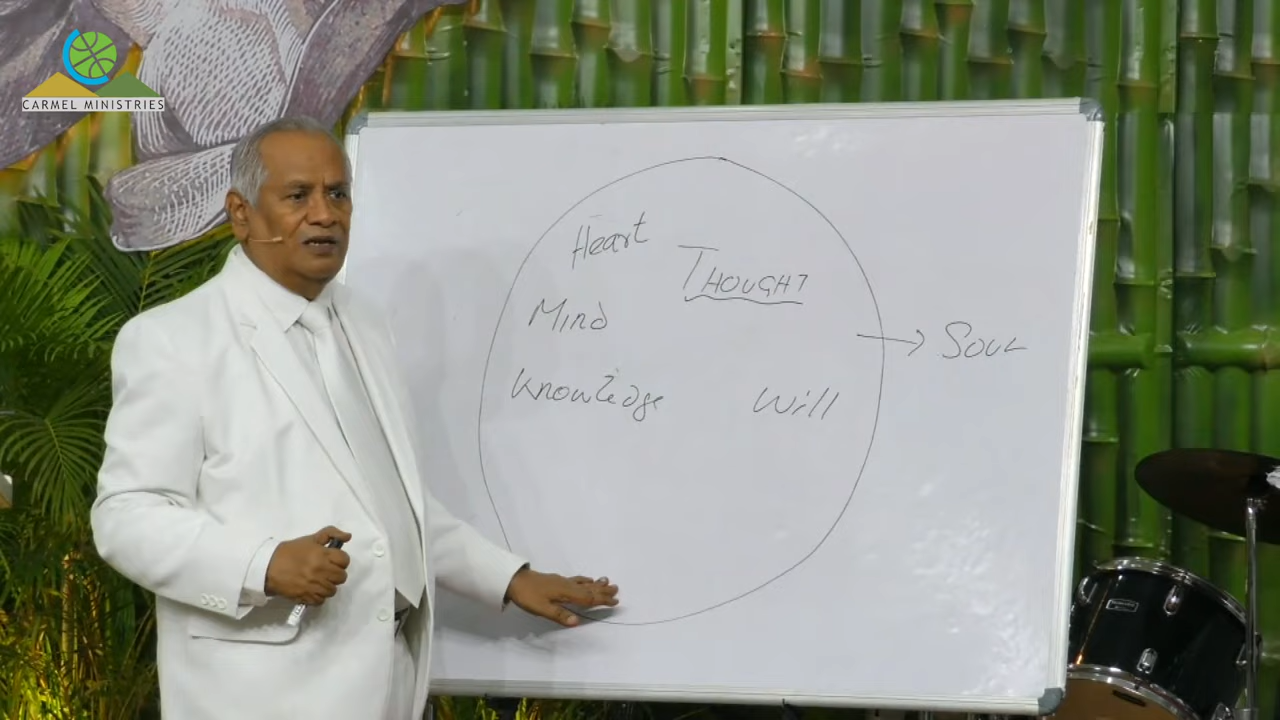 CARMEL MINISTRIES
Heart
THOUGHT
Mind
SOUL
Knowledge
Will